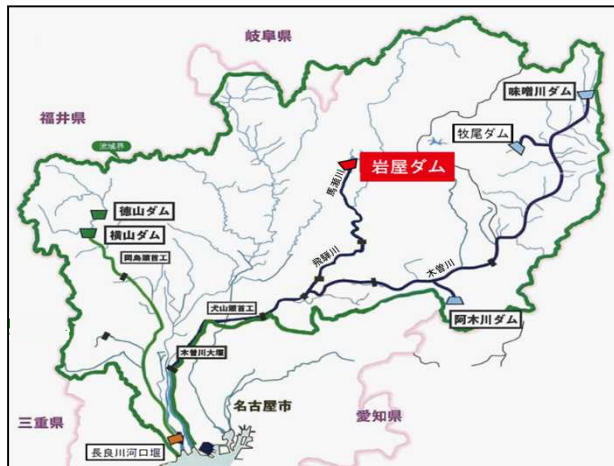 岐阜県
福井県
流域界
味噌川ダム
牧尾ダム
岩屋ダム
馬瀬川
徳山ダム
横山ダム
岡島頭首工
飛騨川
木曽川
阿木川ダム
犬山頭首工
木曽川大堰
名古屋市
愛知県
三重県
長良川河口堰